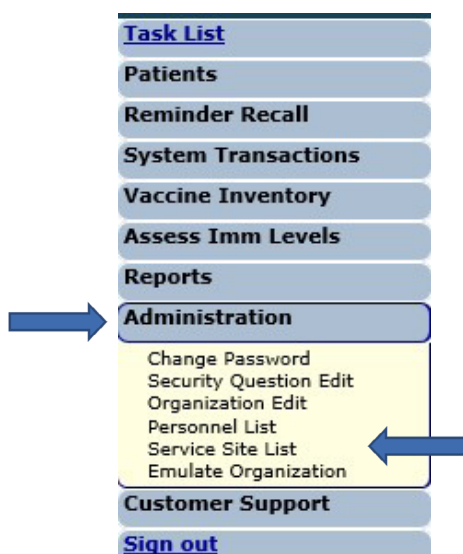 Task List
Patients
Reminder Recall
System Transactions
Vaccine Inventory
Assess Imm Levels
Reports
Administration
Change Password
Security Question Edit
Organization Edit
Personnel List
Service Site List
Emulate Organization
Customer Support
Sign out